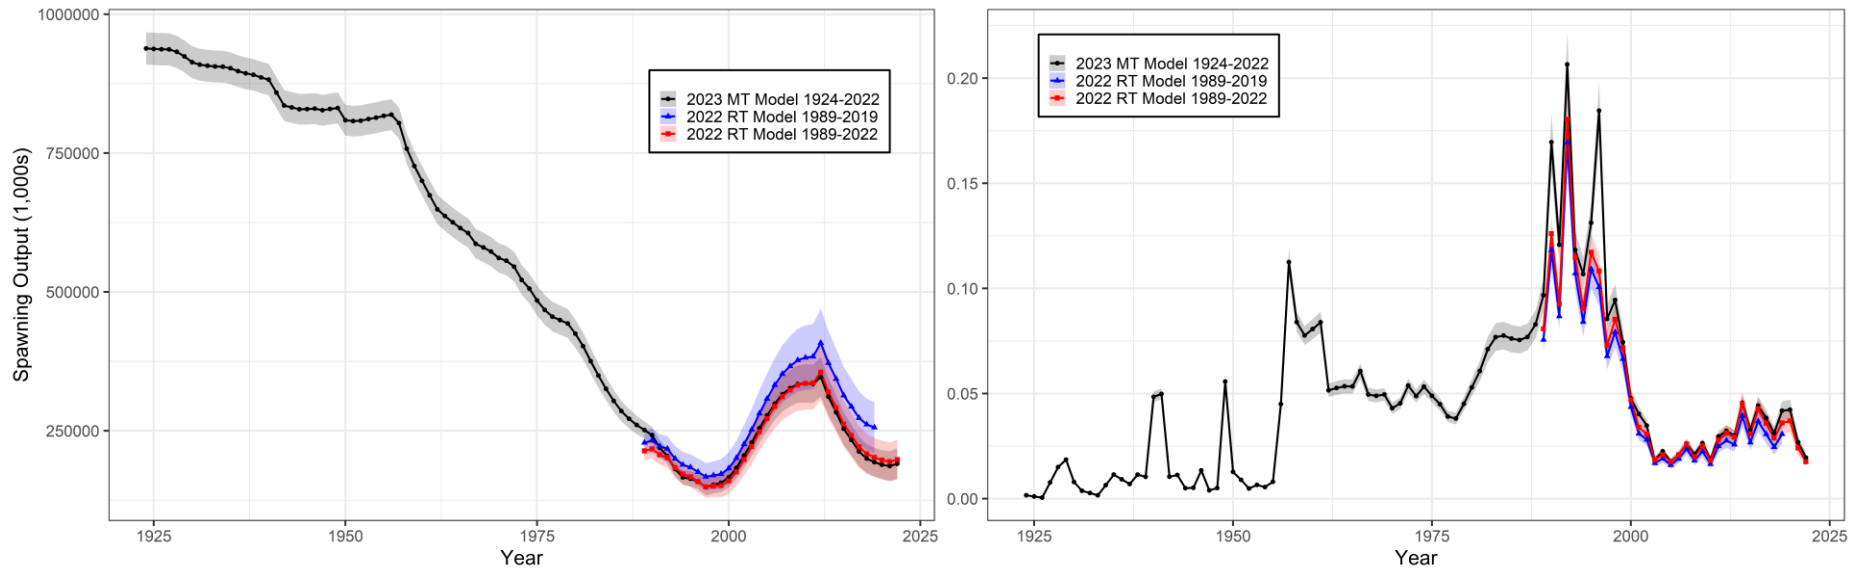 1000000
750000
500000
250000
Spawning Output (1,000s)
2023 MT Model 1924-2022
2022 RT Model 1989-2019
2022 RT Model 1989-2022
1925 1950 1975 2000 2025
Year
0.20
0.15
0.10
0.05
0.00
2023 MT Model 1924-2022
2022 RT Model 1989-2019
2022 RT Model 1989-2022
1925 1950 1975 2000 2025
Year